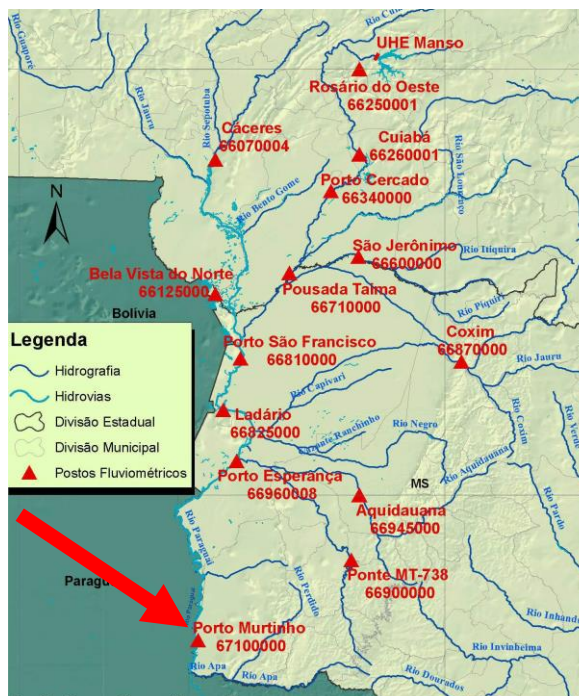 Rio Guaporé
Rio Jauru
Rio Sepotuba
Rio Cuia
UHE Manso
Rosário do Oeste
66250001
Cáceres
66070004
Cuiabá
66260001
Rio São Lourenço
Porto Cercado
66340000
Rio Bento Gome
N
São Jerônimo
66600000
Rio Itiquira
Bela Vista do Norte
66125000
Pousada Taima
66710000
Rio Piquiri
Bolivia
Coxim
66870000
Legenda
Hidrografia
Hidrovias
Divisão Estadual
Divisão Municipal
Postos Fluviométricos
Porto São Francisco
66810000
Rio Jauru
Rio Capivari
Rio Verde
Rio Coxim
Ladário
66825000
Rio Negro
Rio Aquidauana
Porto Esperança
66960008
MS
Aquidauana
66945000
Rio Pardo
Rio Paraguai
Ponte MT-738
66900000
Rio Perdido
Rio Inhand
Porto Murtinho
67100000
Rio Invinheima
Rio Apa
Rio Apa
Rio Dourados